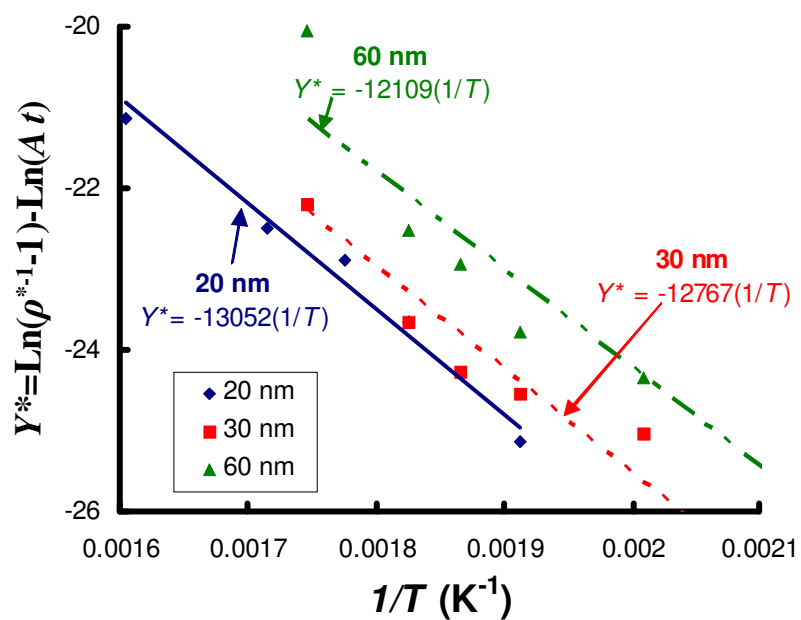 -20
-22
-24
-26
Y*=Ln(ρ*-1-1)-Ln(A t)
60 nm
Y* = -12109(1/T)
20 nm
Y* = -13052(1/T)
30 nm
Y* = -12767(1/T)
20 nm
30 nm
60 nm
0.0016 0.0017 0.0018 0.0019 0.002 0.0021
1/T (K-1)